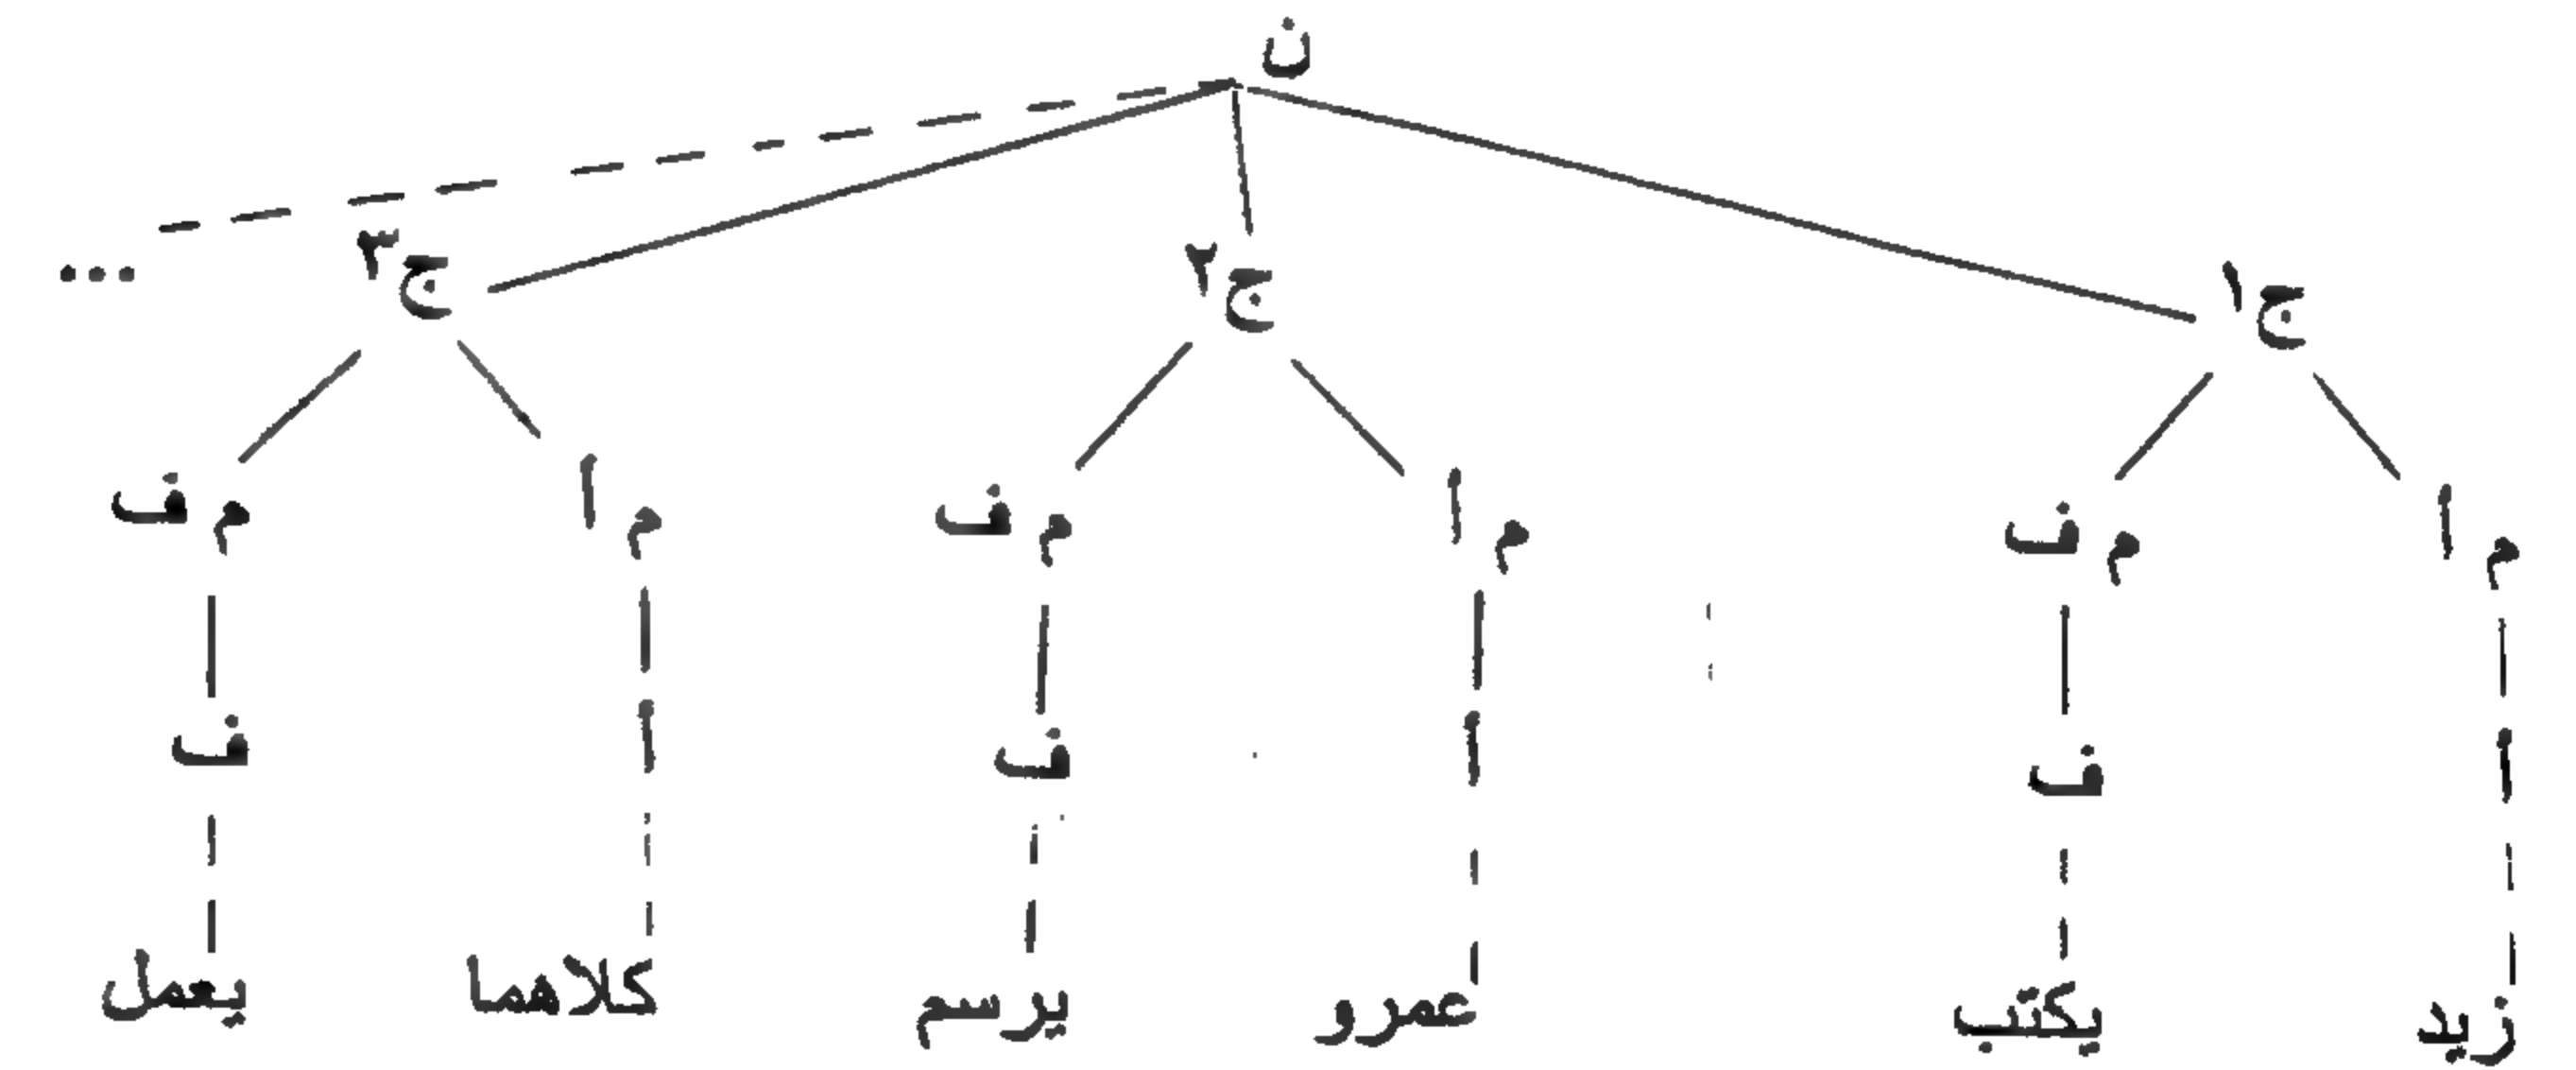 ن
ج١ ج٢ ج٣ ...
م أ م ف م أ م ف م أ م ف
أ ف أ ف أ ف
زيد يكتب عمرو يرسم كلاهما يعمل